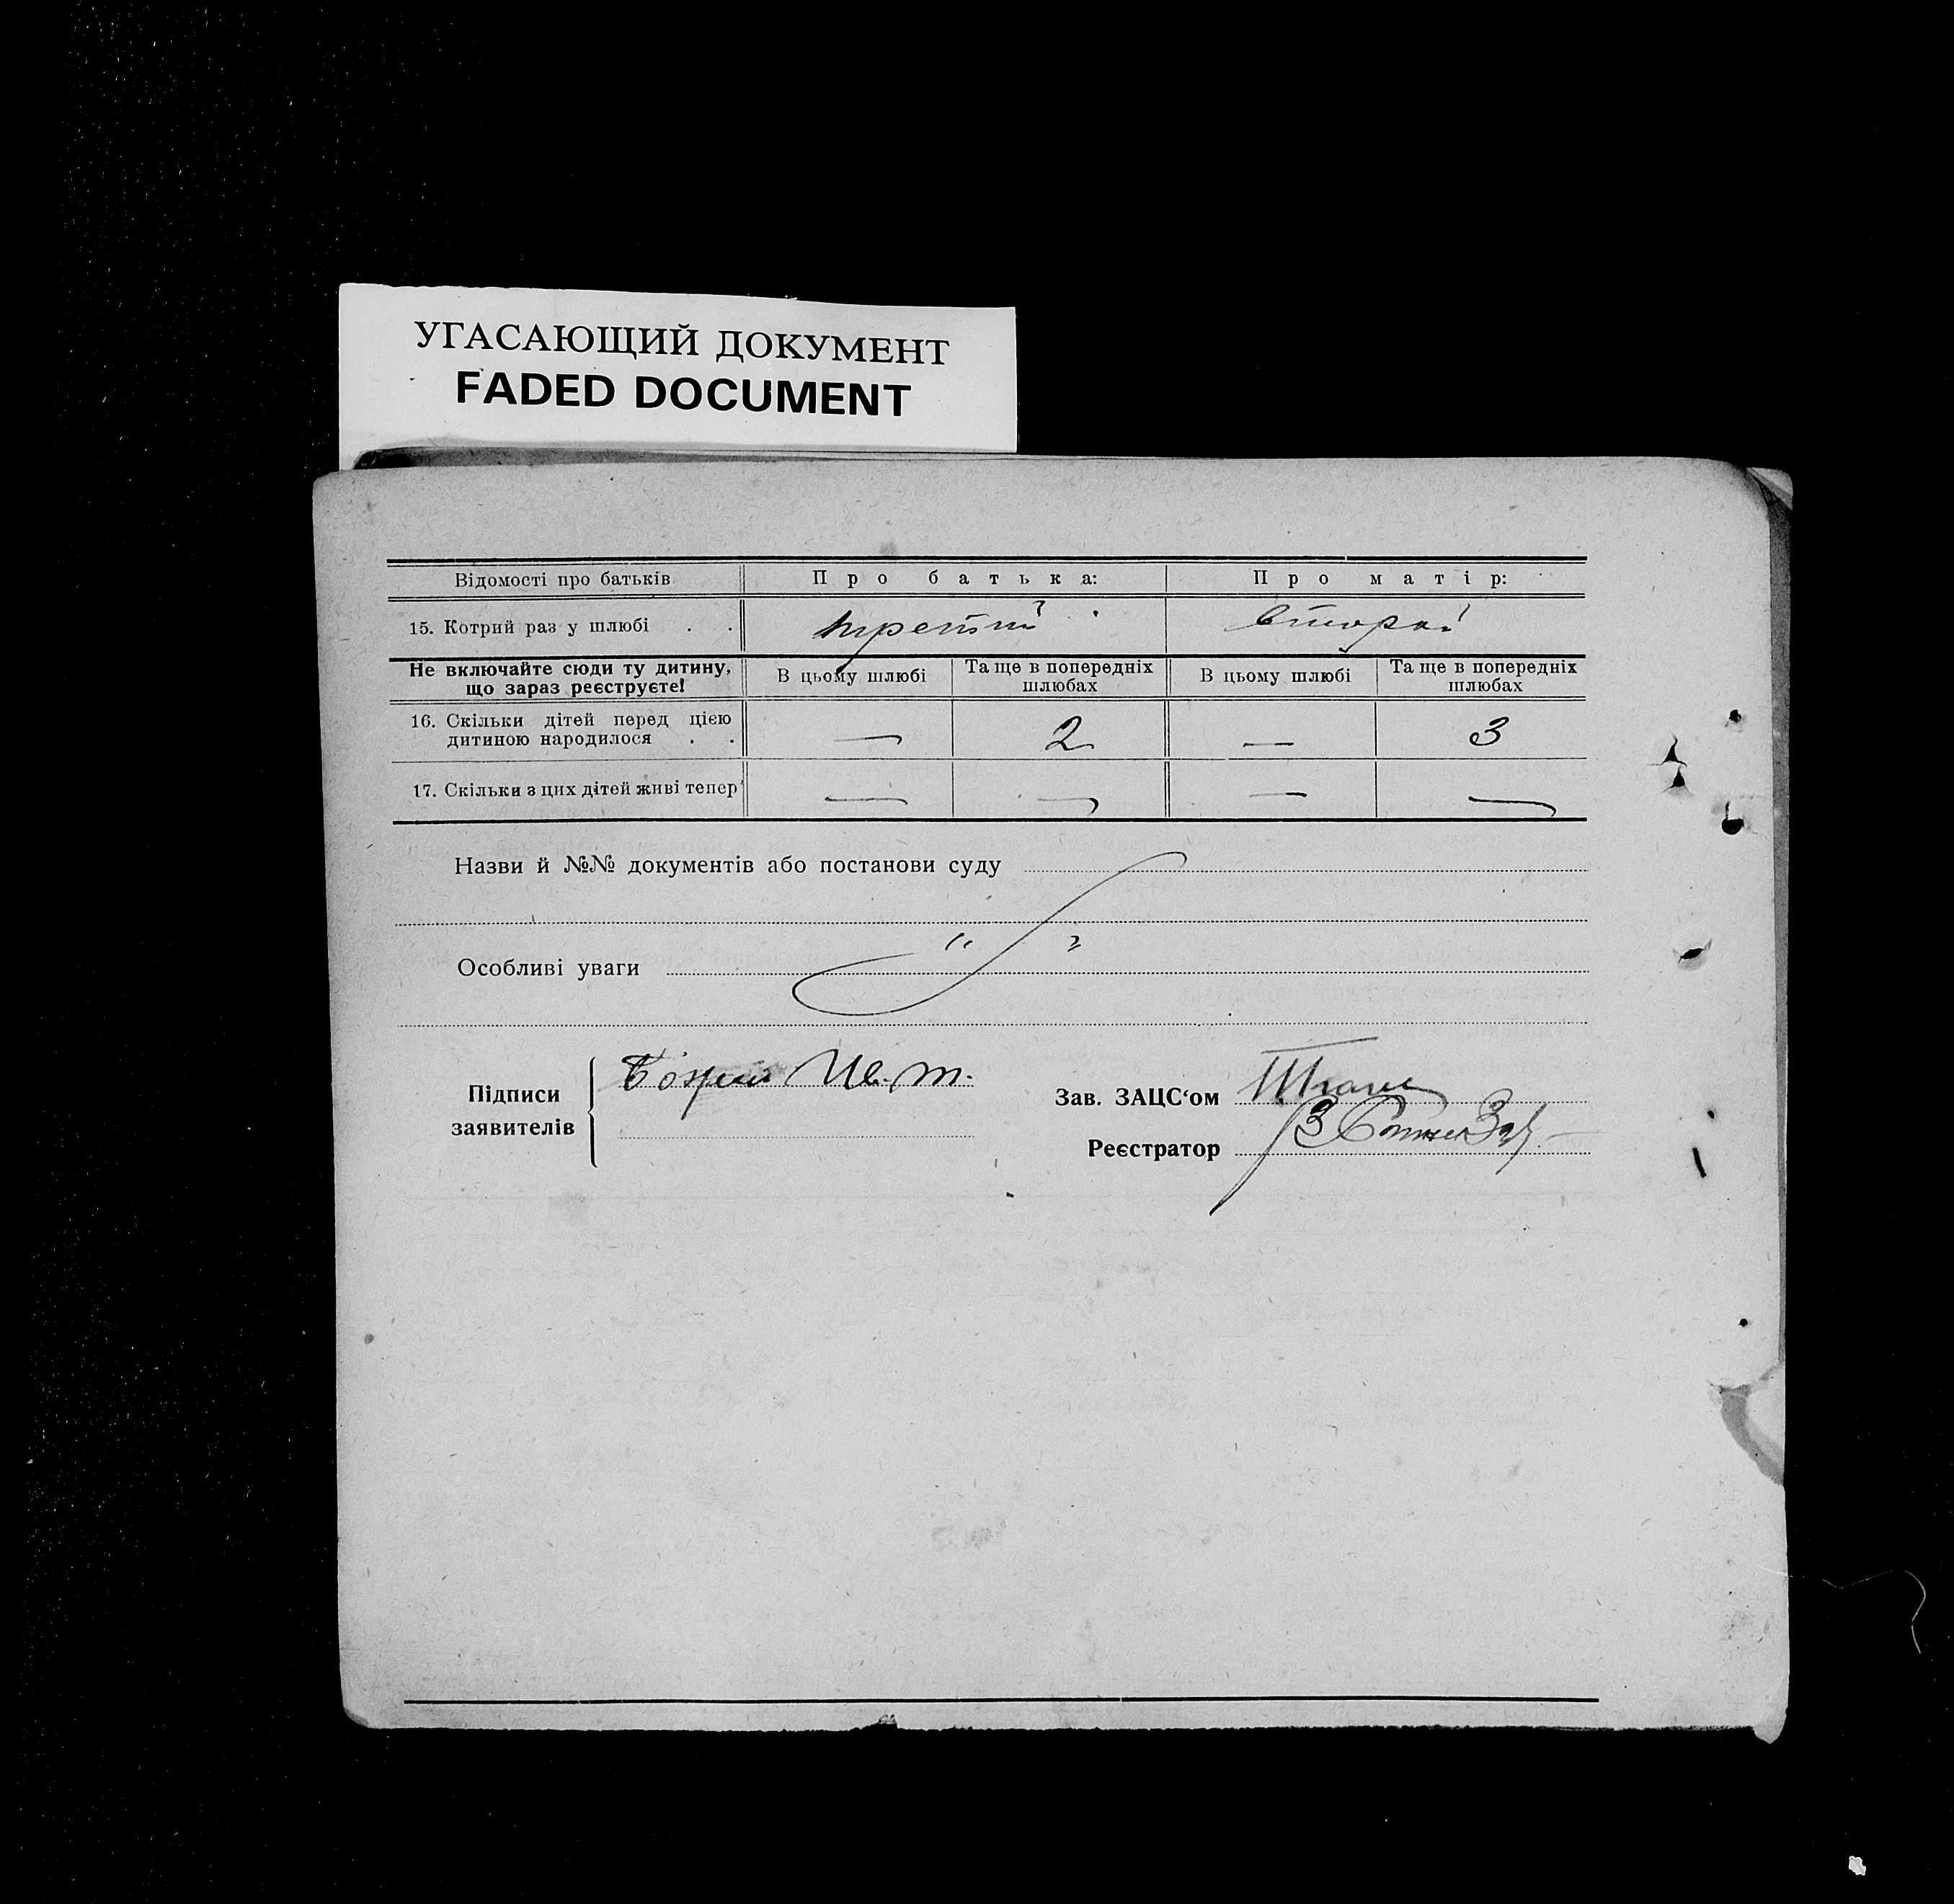 УГАСАЮЩИЙ ДОКУМЕНТ
FADED DOCUMENT
Відомості про батьків Про батька: Про матір:
15. Котрий раз у шлюбі . . третий второй
Не включайте сюди ту дитину, що зараз реєструєте! В цьому шлюбі Та ще в попередніх шлюбах В цьому шлюбі Та ще в попередніх шлюбах
16. Скільки дітей перед цією дитиною народилося . . — 2 — 3
17. Скільки з цих дітей живі тепер — — — —
Назви й №№ документів або постанови суду
Особливі уваги
Підписи заявителів
Зав. ЗАЦС‘ом
Реєстратор